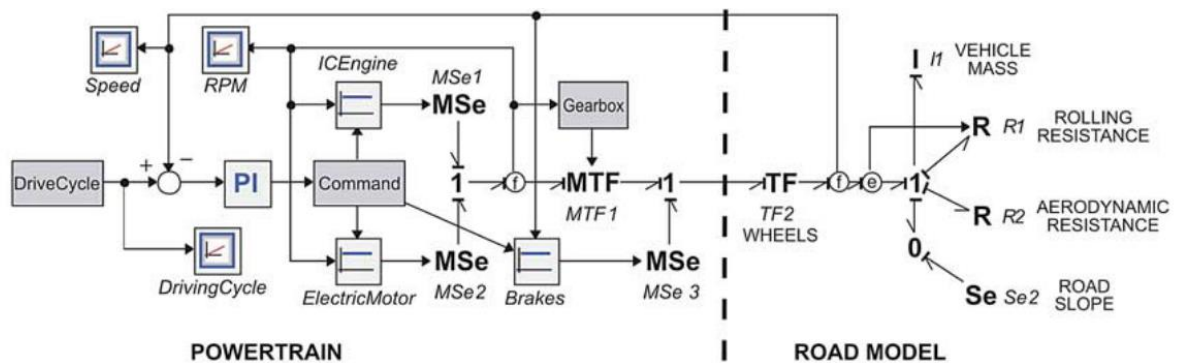 ICEngine
MSe1
I I1 VEHICLE
MASS
Speed
RPM
MSe
Gearbox
R R1 ROLLING
RESISTANCE
+
−
DriveCycle
PI
Command
1
f
MTF
1
TF
f
e
1
MTF1
TF2
WHEELS
R R2 AERODYNAMIC
RESISTANCE
0
DrivingCycle
ElectricMotor
MSe
MSe2
Brakes
MSe
MSe 3
Se Se2 ROAD
SLOPE
POWERTRAIN
ROAD MODEL